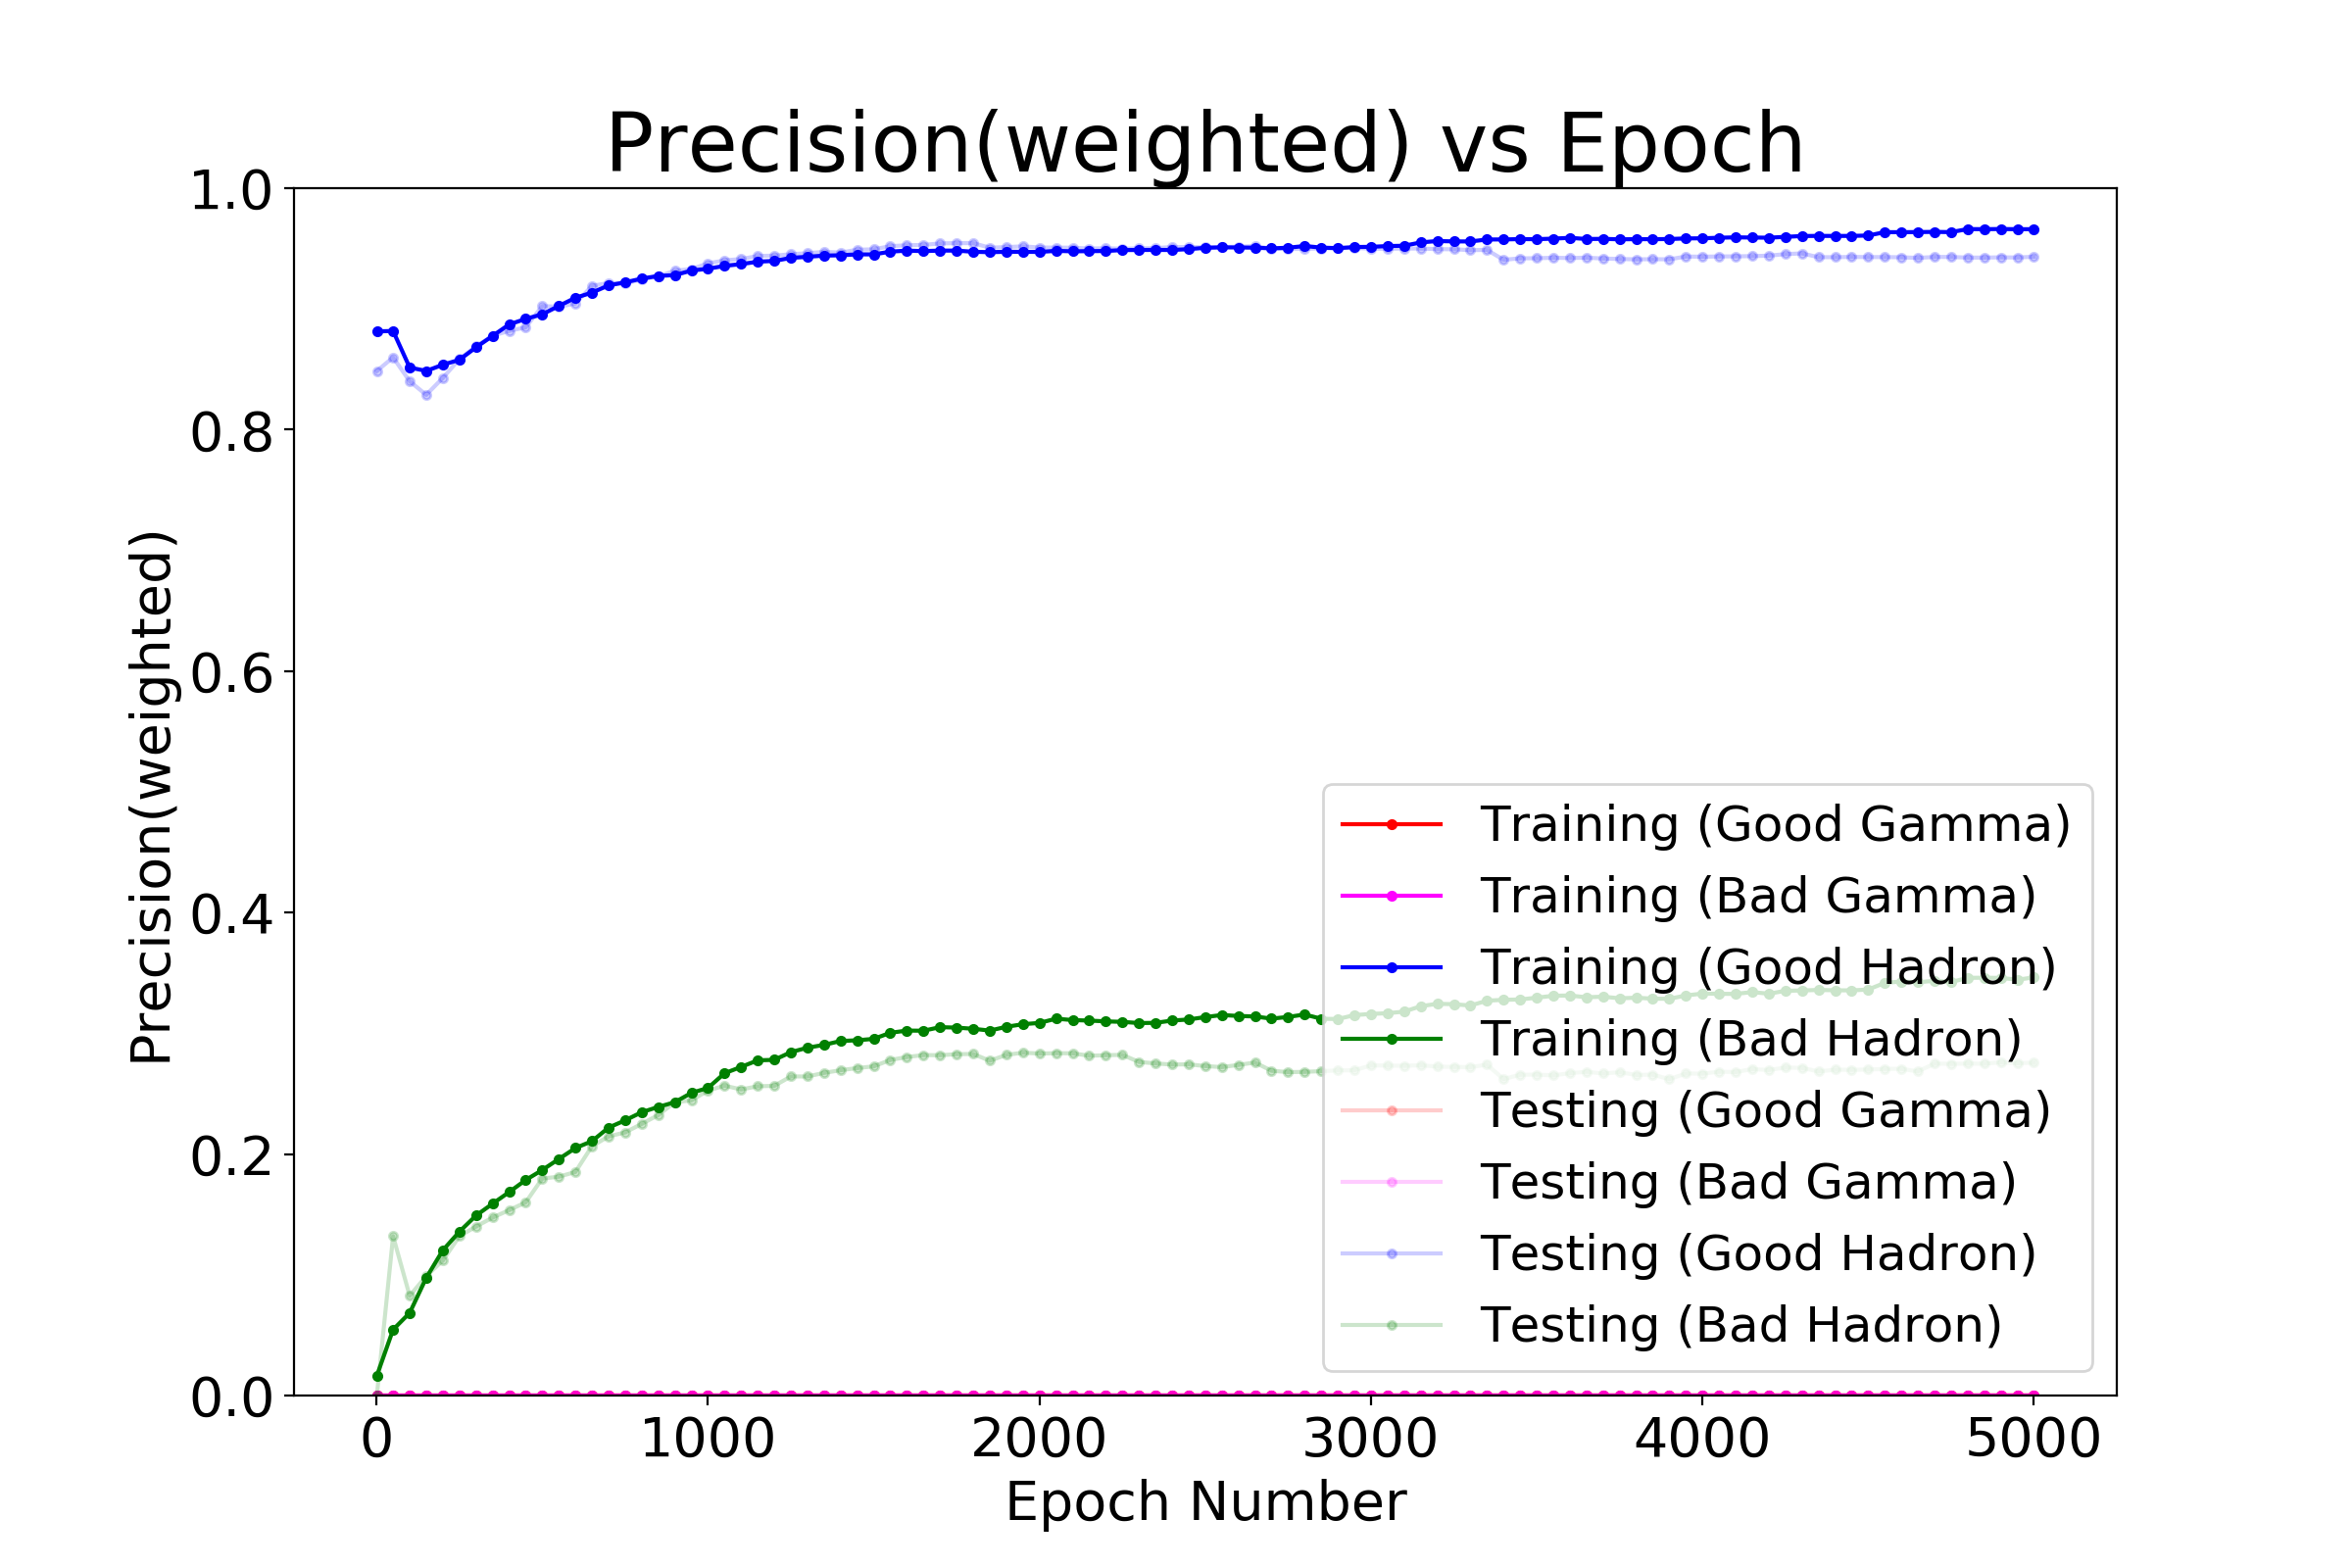 Precision(weighted) vs Epoch
Precision(weighted)
1.0
0.8
0.6
0.4
0.2
0.0
Training (Good Gamma)
Training (Bad Gamma)
Training (Good Hadron)
Training (Bad Hadron)
Testing (Good Gamma)
Testing (Bad Gamma)
Testing (Good Hadron)
Testing (Bad Hadron)
0 1000 2000 3000 4000 5000
Epoch Number